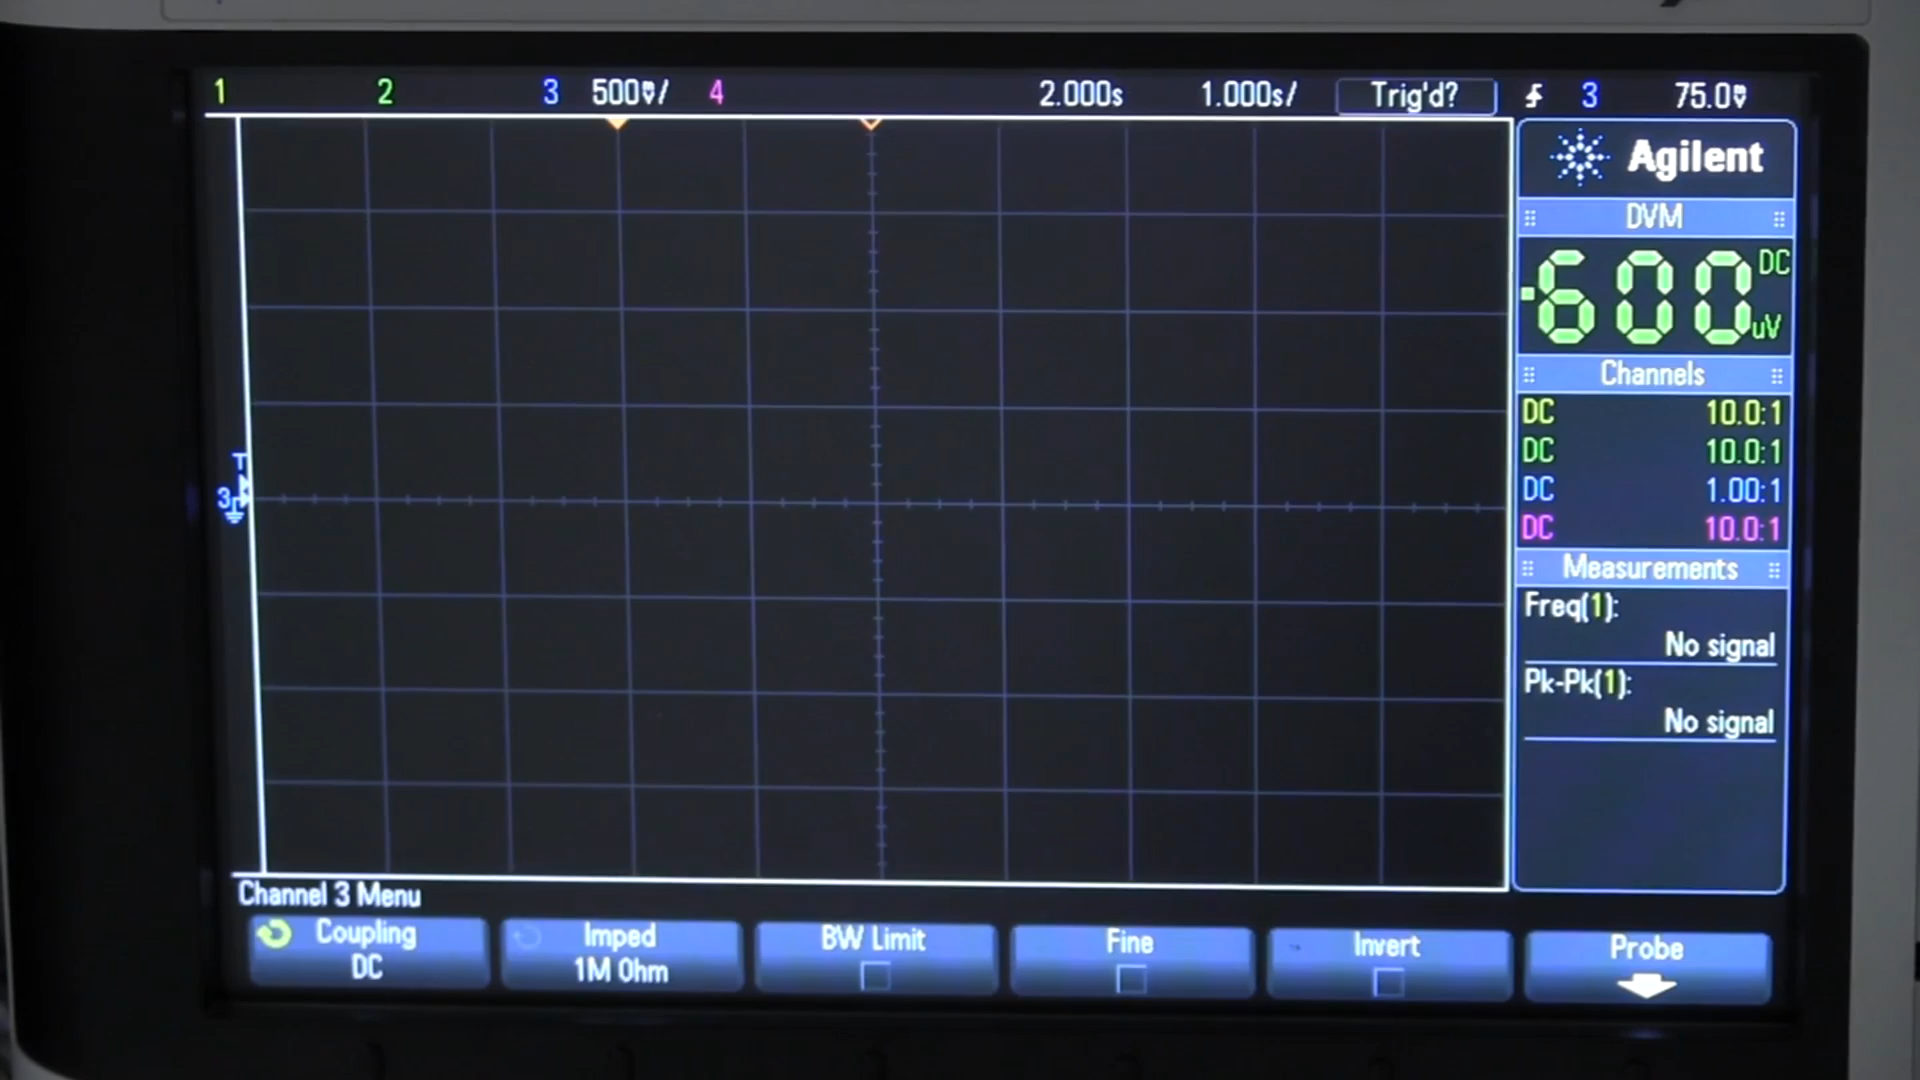 1 2 3 500mV/ 4 2.000s 1.000s/ Trig'd? 3 75.0mV
Agilent
DVM
-600 DC uV
Channels
DC 10.0:1
DC 10.0:1
DC 1.00:1
DC 10.0:1
Measurements
Freq(1):
No signal
Pk-Pk(1):
No signal
T
3
Channel 3 Menu
Coupling
DC
Imped
1M Ohm
BW Limit
Fine
Invert
Probe